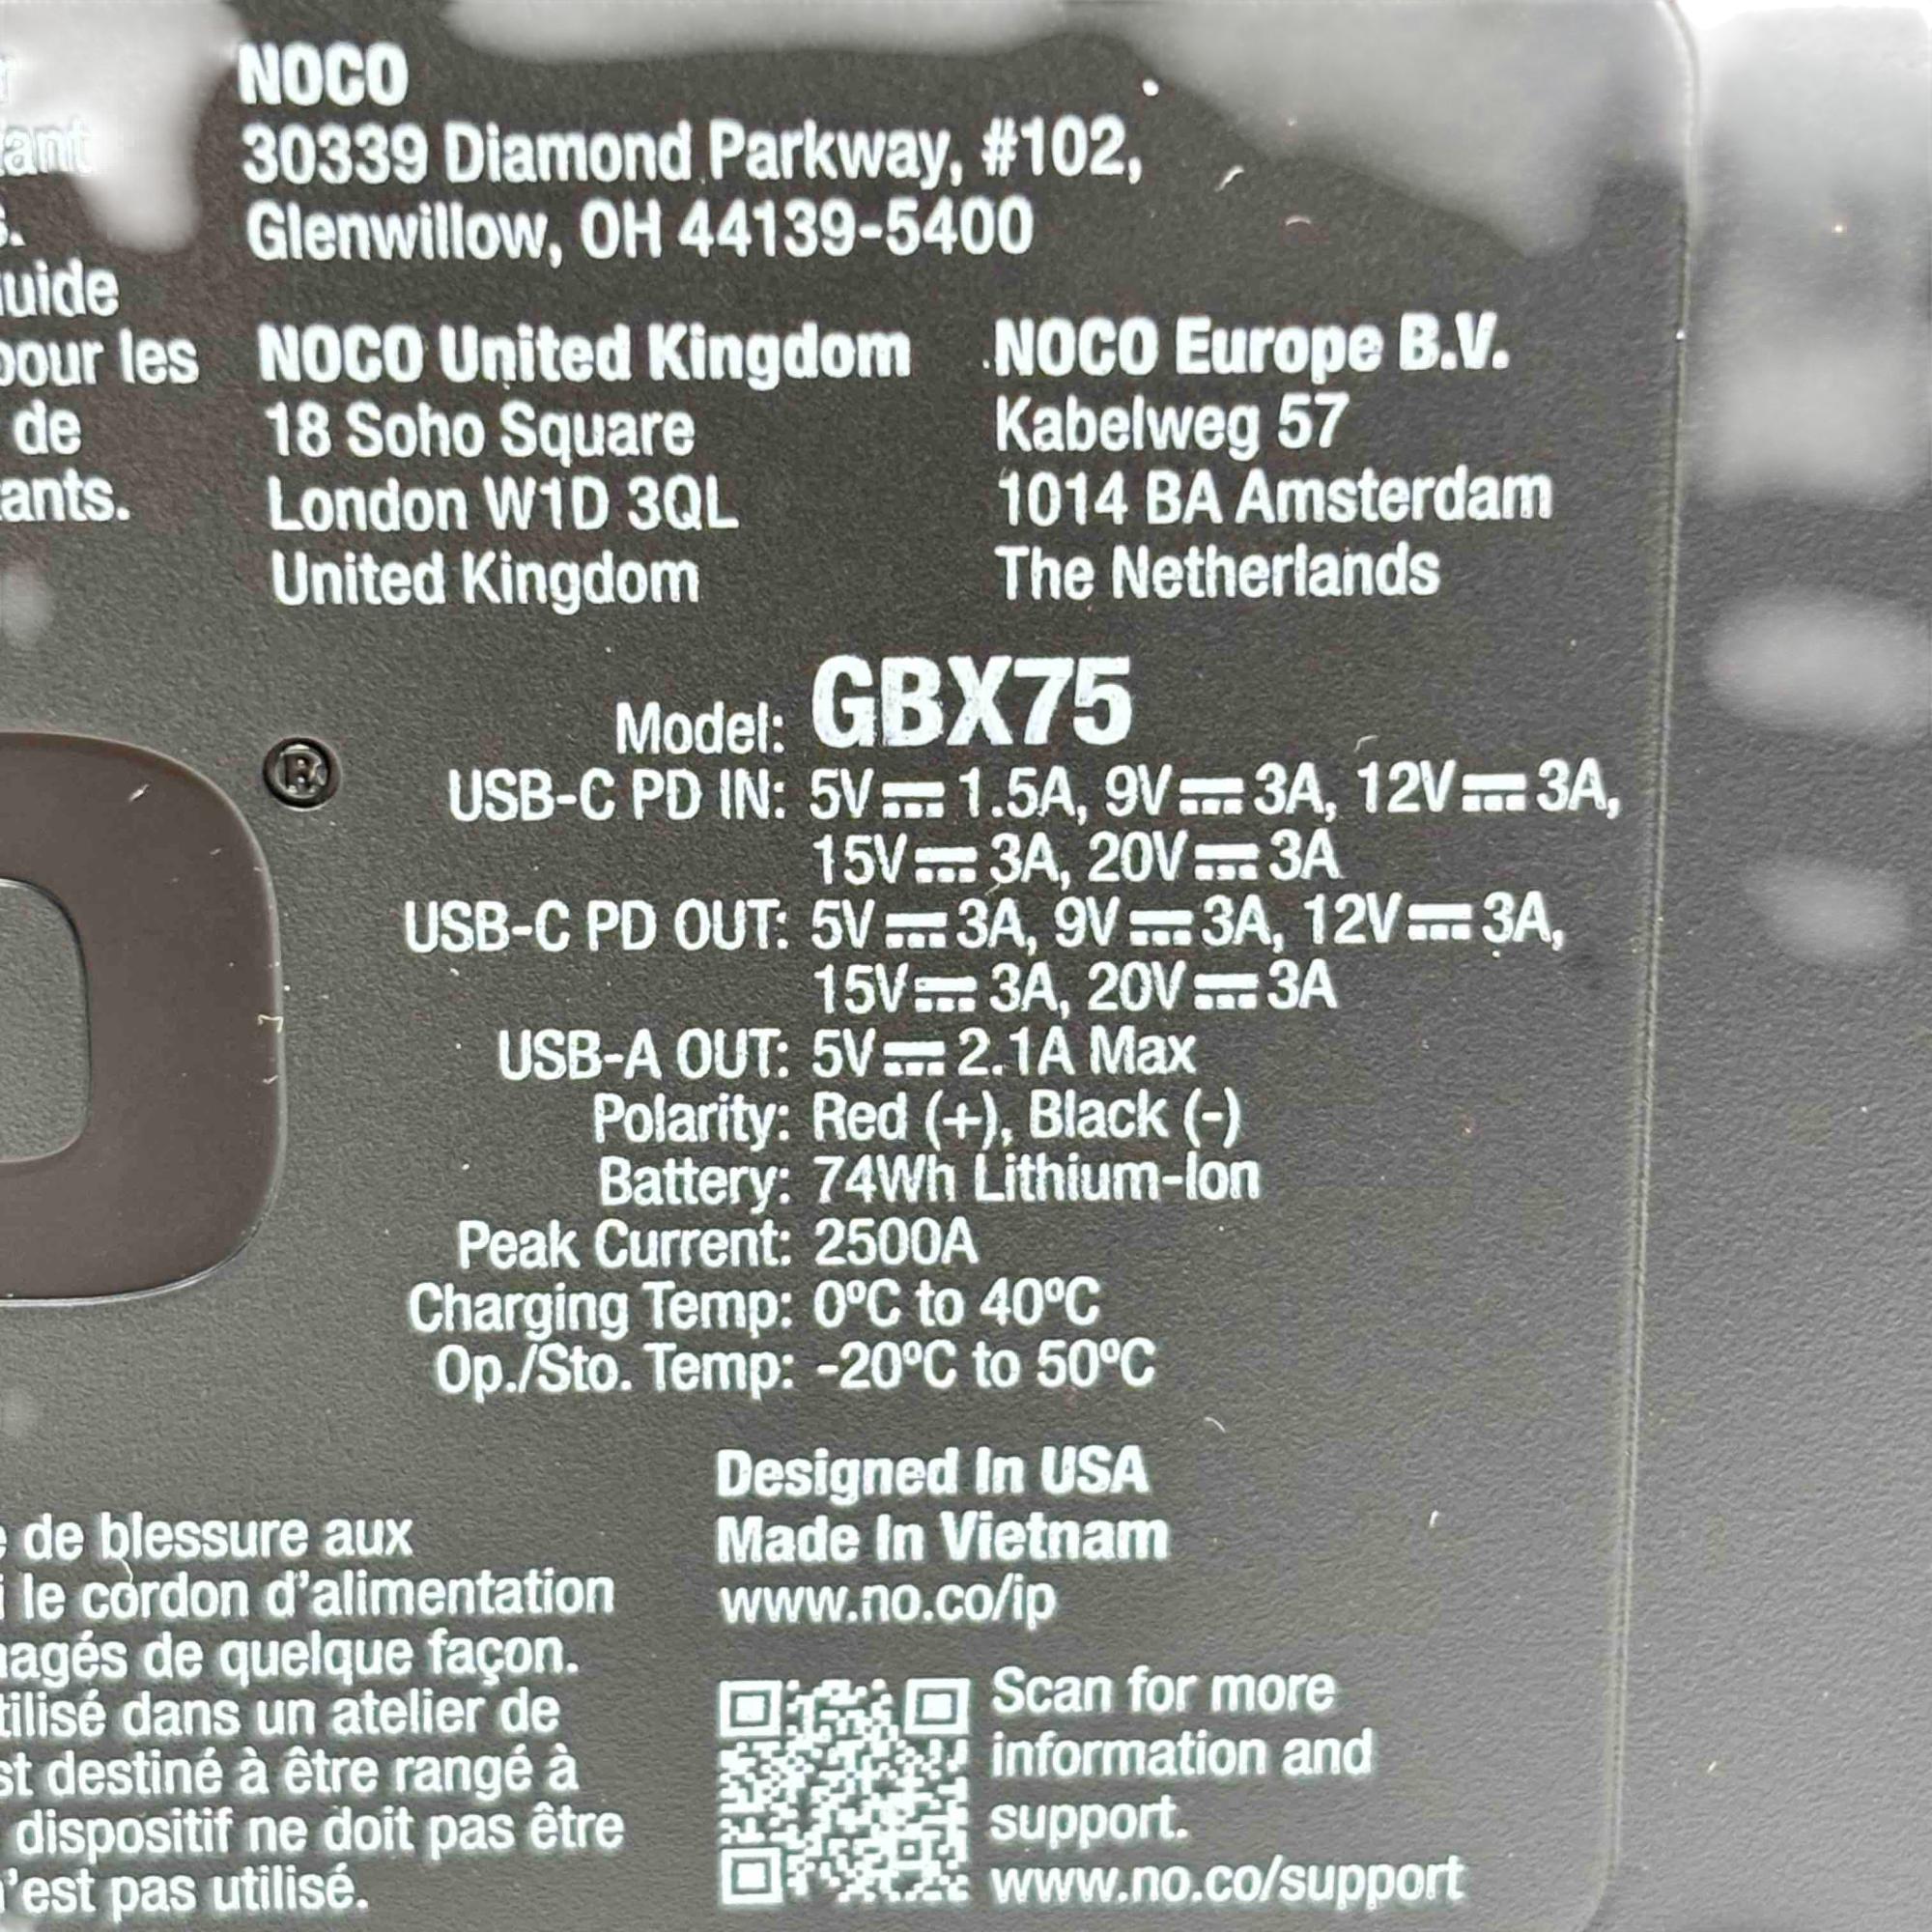 NOCO
30339 Diamond Parkway, #102,
Glenwillow, OH 44139-5400
uide
pour les
de
ants.
NOCO United Kingdom
18 Soho Square
London W1D 3QL
United Kingdom
NOCO Europe B.V.
Kabelweg 57
1014 BA Amsterdam
The Netherlands
®
Model: GBX75
USB-C PD IN: 5V⎓1.5A, 9V⎓3A, 12V⎓3A,
15V⎓3A, 20V⎓3A
USB-C PD OUT: 5V⎓3A, 9V⎓3A, 12V⎓3A,
15V⎓3A, 20V⎓3A
USB-A OUT: 5V⎓2.1A Max
Polarity: Red (+), Black (-)
Battery: 74Wh Lithium-Ion
Peak Current: 2500A
Charging Temp: 0ºC to 40ºC
Op./Sto. Temp: -20ºC to 50ºC
Designed In USA
Made In Vietnam
www.no.co/ip
de blessure aux
le cordon d'alimentation
magés de quelque façon.
tilisé dans un atelier de
st destiné à être rangé à
dispositif ne doit pas être
n'est pas utilisé.
Scan for more
information and
support.
www.no.co/support